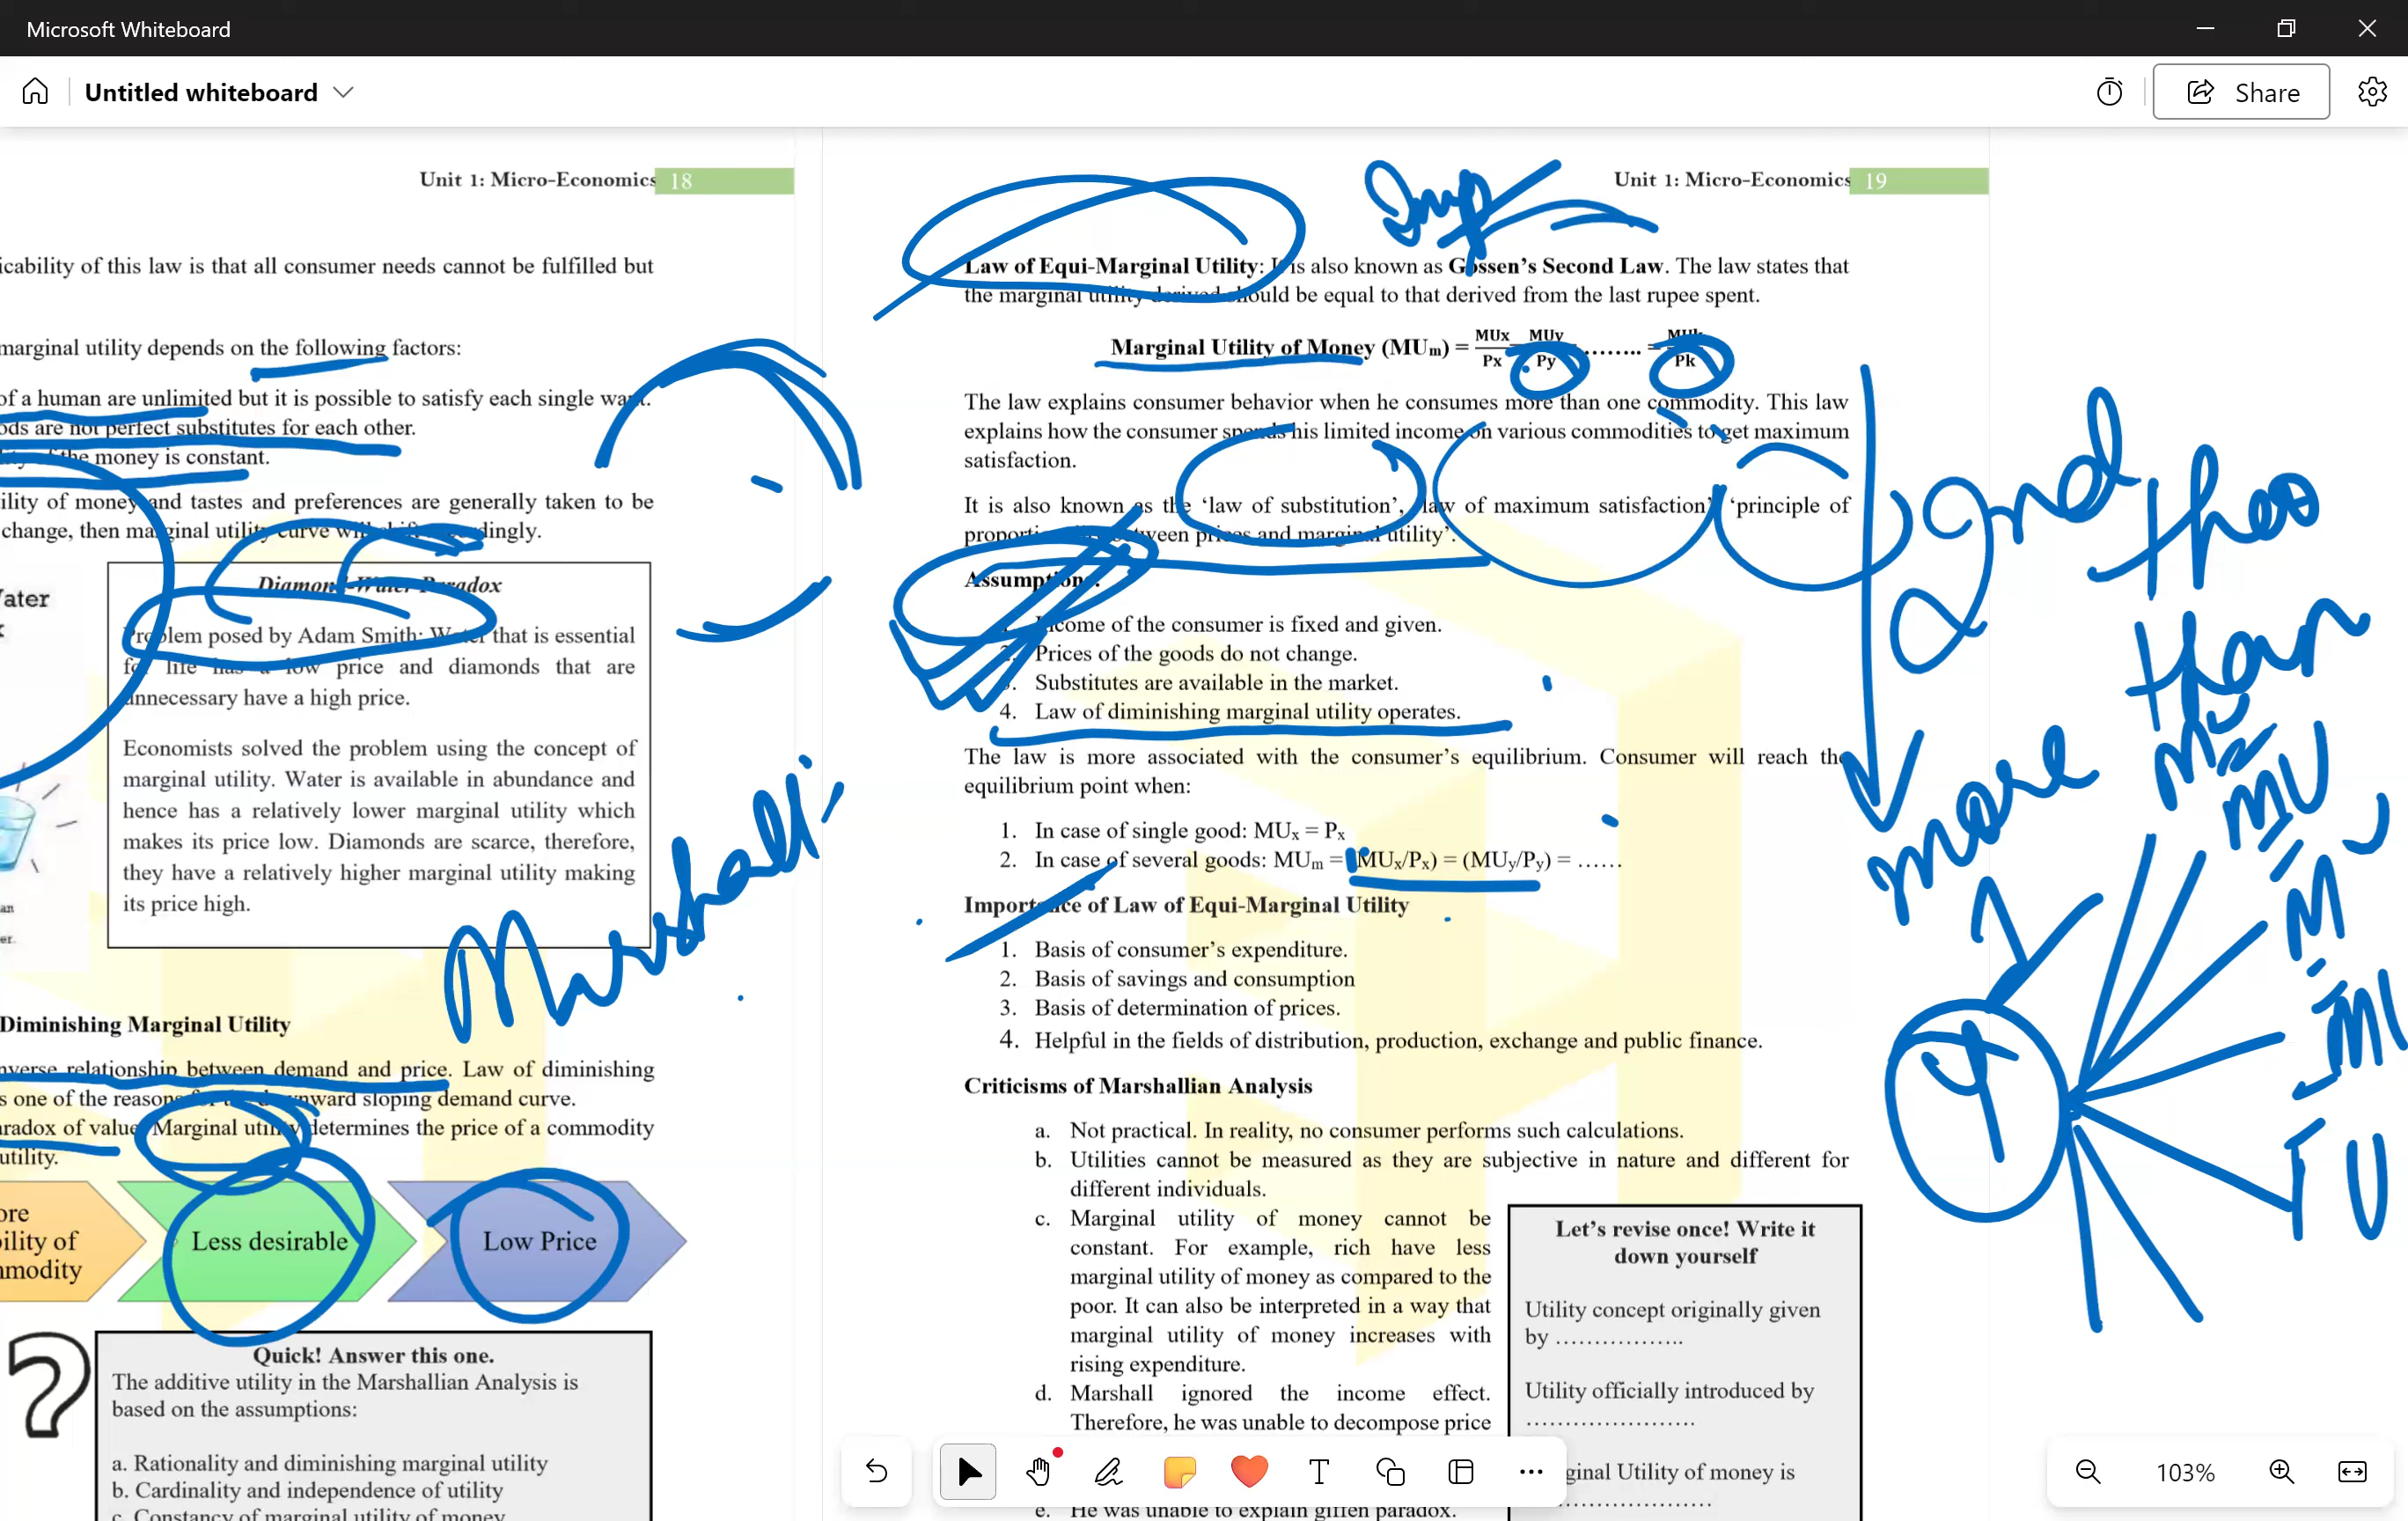 Microsoft Whiteboard
Untitled whiteboard
Share
Unit 1: Micro-Economics 18
icability of this law is that all consumer needs cannot be fulfilled but
marginal utility depends on the following factors:
of a human are unlimited but it is possible to satisfy each single want.
ods are not perfect substitutes for each other.
the money is constant.
ility of money and tastes and preferences are generally taken to be
change, then marginal utility curve will shift accordingly.
ater
Diamond-Water Paradox
Problem posed by Adam Smith: Water that is essential
for life has a low price and diamonds that are
unnecessary have a high price.
Economists solved the problem using the concept of
marginal utility. Water is available in abundance and
hence has a relatively lower marginal utility which
makes its price low. Diamonds are scarce, therefore,
they have a relatively higher marginal utility making
its price high.
an
er.
Marshall
Diminishing Marginal Utility
nverse relationship between demand and price. Law of diminishing
s one of the reasons for the downward sloping demand curve.
aradox of value Marginal utility determines the price of a commodity
utility.
ore
bility of
mmodity
Less desirable
Low Price
?
Quick! Answer this one.
The additive utility in the Marshallian Analysis is
based on the assumptions:
a. Rationality and diminishing marginal utility
b. Cardinality and independence of utility
c. Constancy of marginal utility of money
Unit 1: Micro-Economics 19
Imp
Law of Equi-Marginal Utility: It is also known as Gossen’s Second Law. The law states that
the marginal utility derived should be equal to that derived from the last rupee spent.
Marginal Utility of Money (MUm) = MUx/Px MUy/Py ........ = MUk/Pk
The law explains consumer behavior when he consumes more than one commodity. This law
explains how the consumer spends his limited income on various commodities to get maximum
satisfaction.
It is also known as the ‘law of substitution’, ‘law of maximum satisfaction’, ‘principle of
proportionality between prices and marginal utility’.
Assumptions:
1. Income of the consumer is fixed and given.
2. Prices of the goods do not change.
3. Substitutes are available in the market.
4. Law of diminishing marginal utility operates.
The law is more associated with the consumer’s equilibrium. Consumer will reach the
equilibrium point when:
1. In case of single good: MUx = Px
2. In case of several goods: MUm = (MUx/Px) = (MUy/Py) = ......
Importance of Law of Equi-Marginal Utility
1. Basis of consumer’s expenditure.
2. Basis of savings and consumption
3. Basis of determination of prices.
4. Helpful in the fields of distribution, production, exchange and public finance.
Criticisms of Marshallian Analysis
a. Not practical. In reality, no consumer performs such calculations.
b. Utilities cannot be measured as they are subjective in nature and different for
different individuals.
c. Marginal utility of money cannot be
constant. For example, rich have less
marginal utility of money as compared to the
poor. It can also be interpreted in a way that
marginal utility of money increases with
rising expenditure.
d. Marshall ignored the income effect.
Therefore, he was unable to decompose price
e. He was unable to explain giffen paradox.
Let’s revise once! Write it
down yourself
Utility concept originally given
by .................
Utility officially introduced by
......................
ginal Utility of money is
....................
2nd
more than
MU
TU
103%